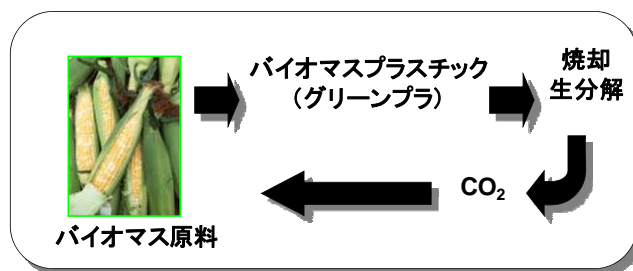 バイオマスプラスチック
（グリーンプラ）
焼却
生分解
CO₂
バイオマス原料